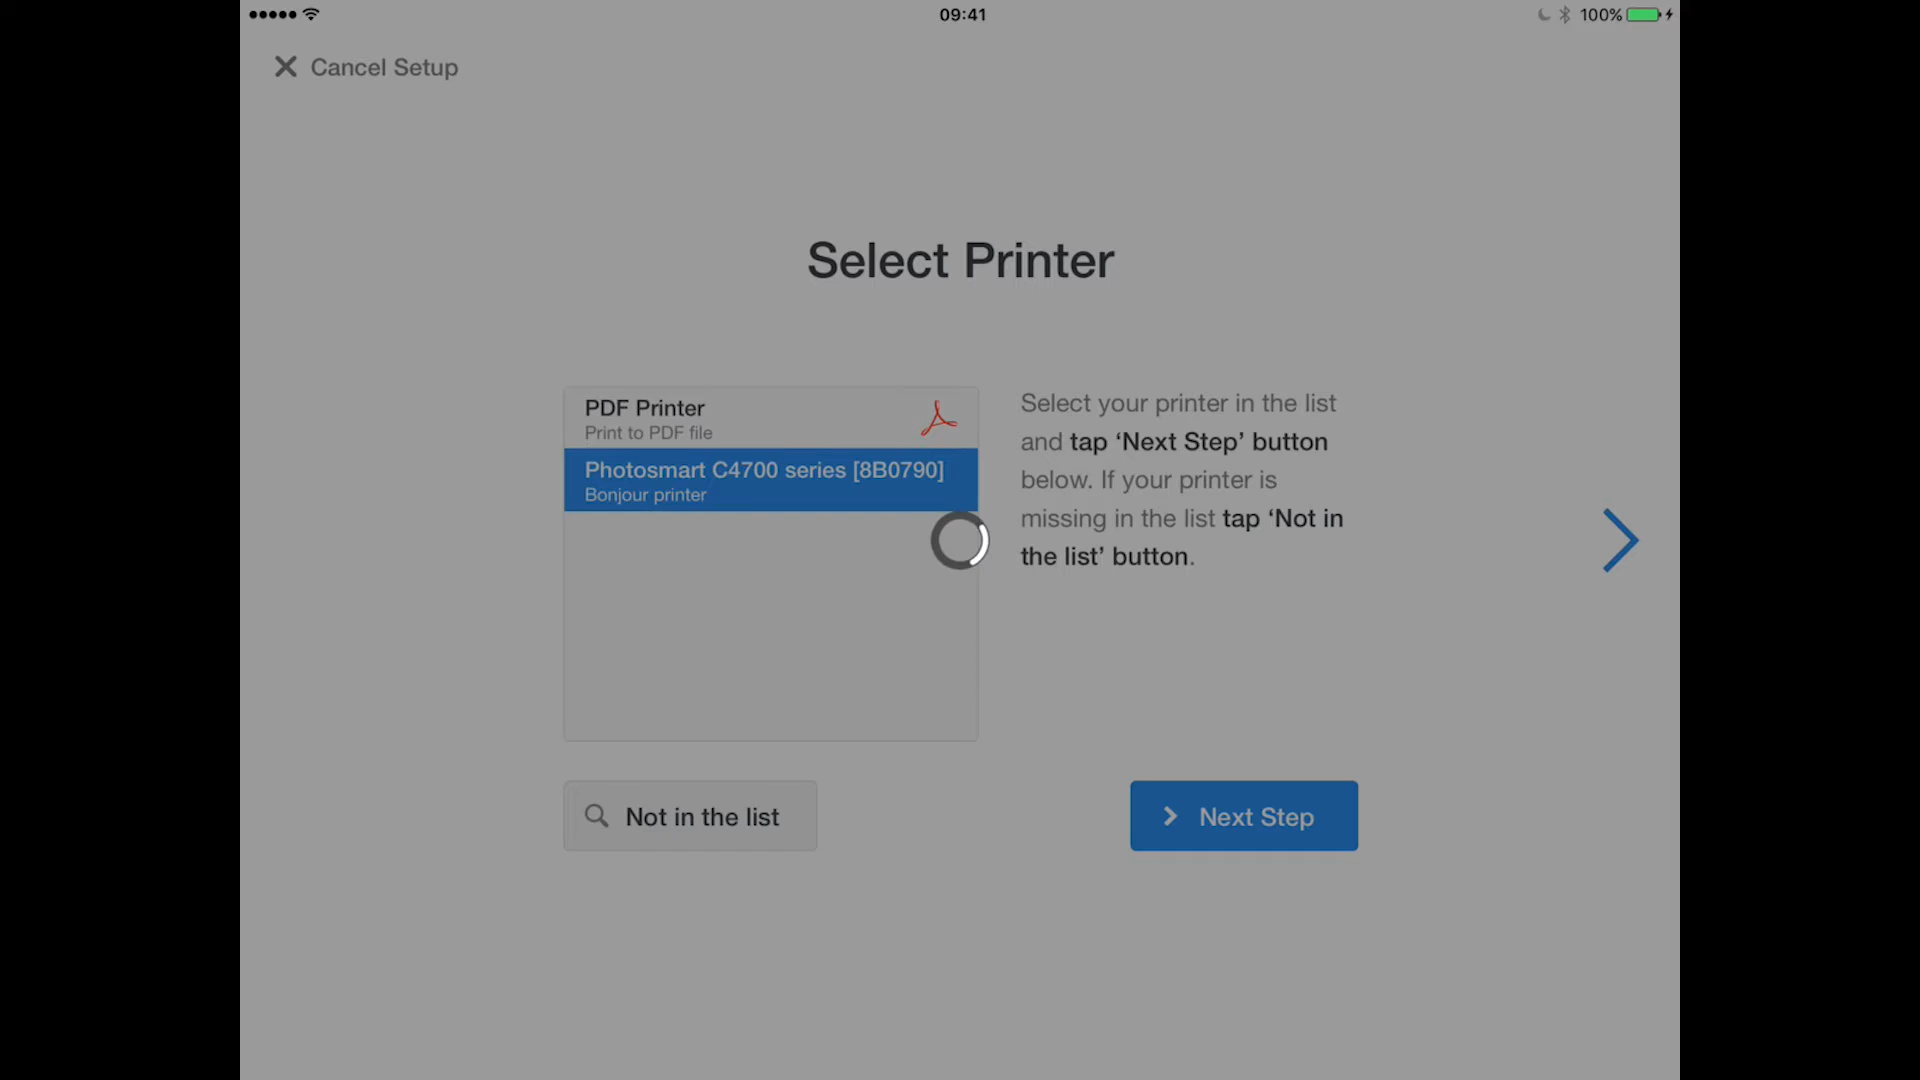 09:41
100%
Cancel Setup
Select Printer
PDF Printer
Print to PDF file
Photosmart C4700 series [8B0790]
Bonjour printer
Select your printer in the list
and tap ‘Next Step’ button
below. If your printer is
missing in the list tap ‘Not in
the list’ button.
Not in the list
Next Step